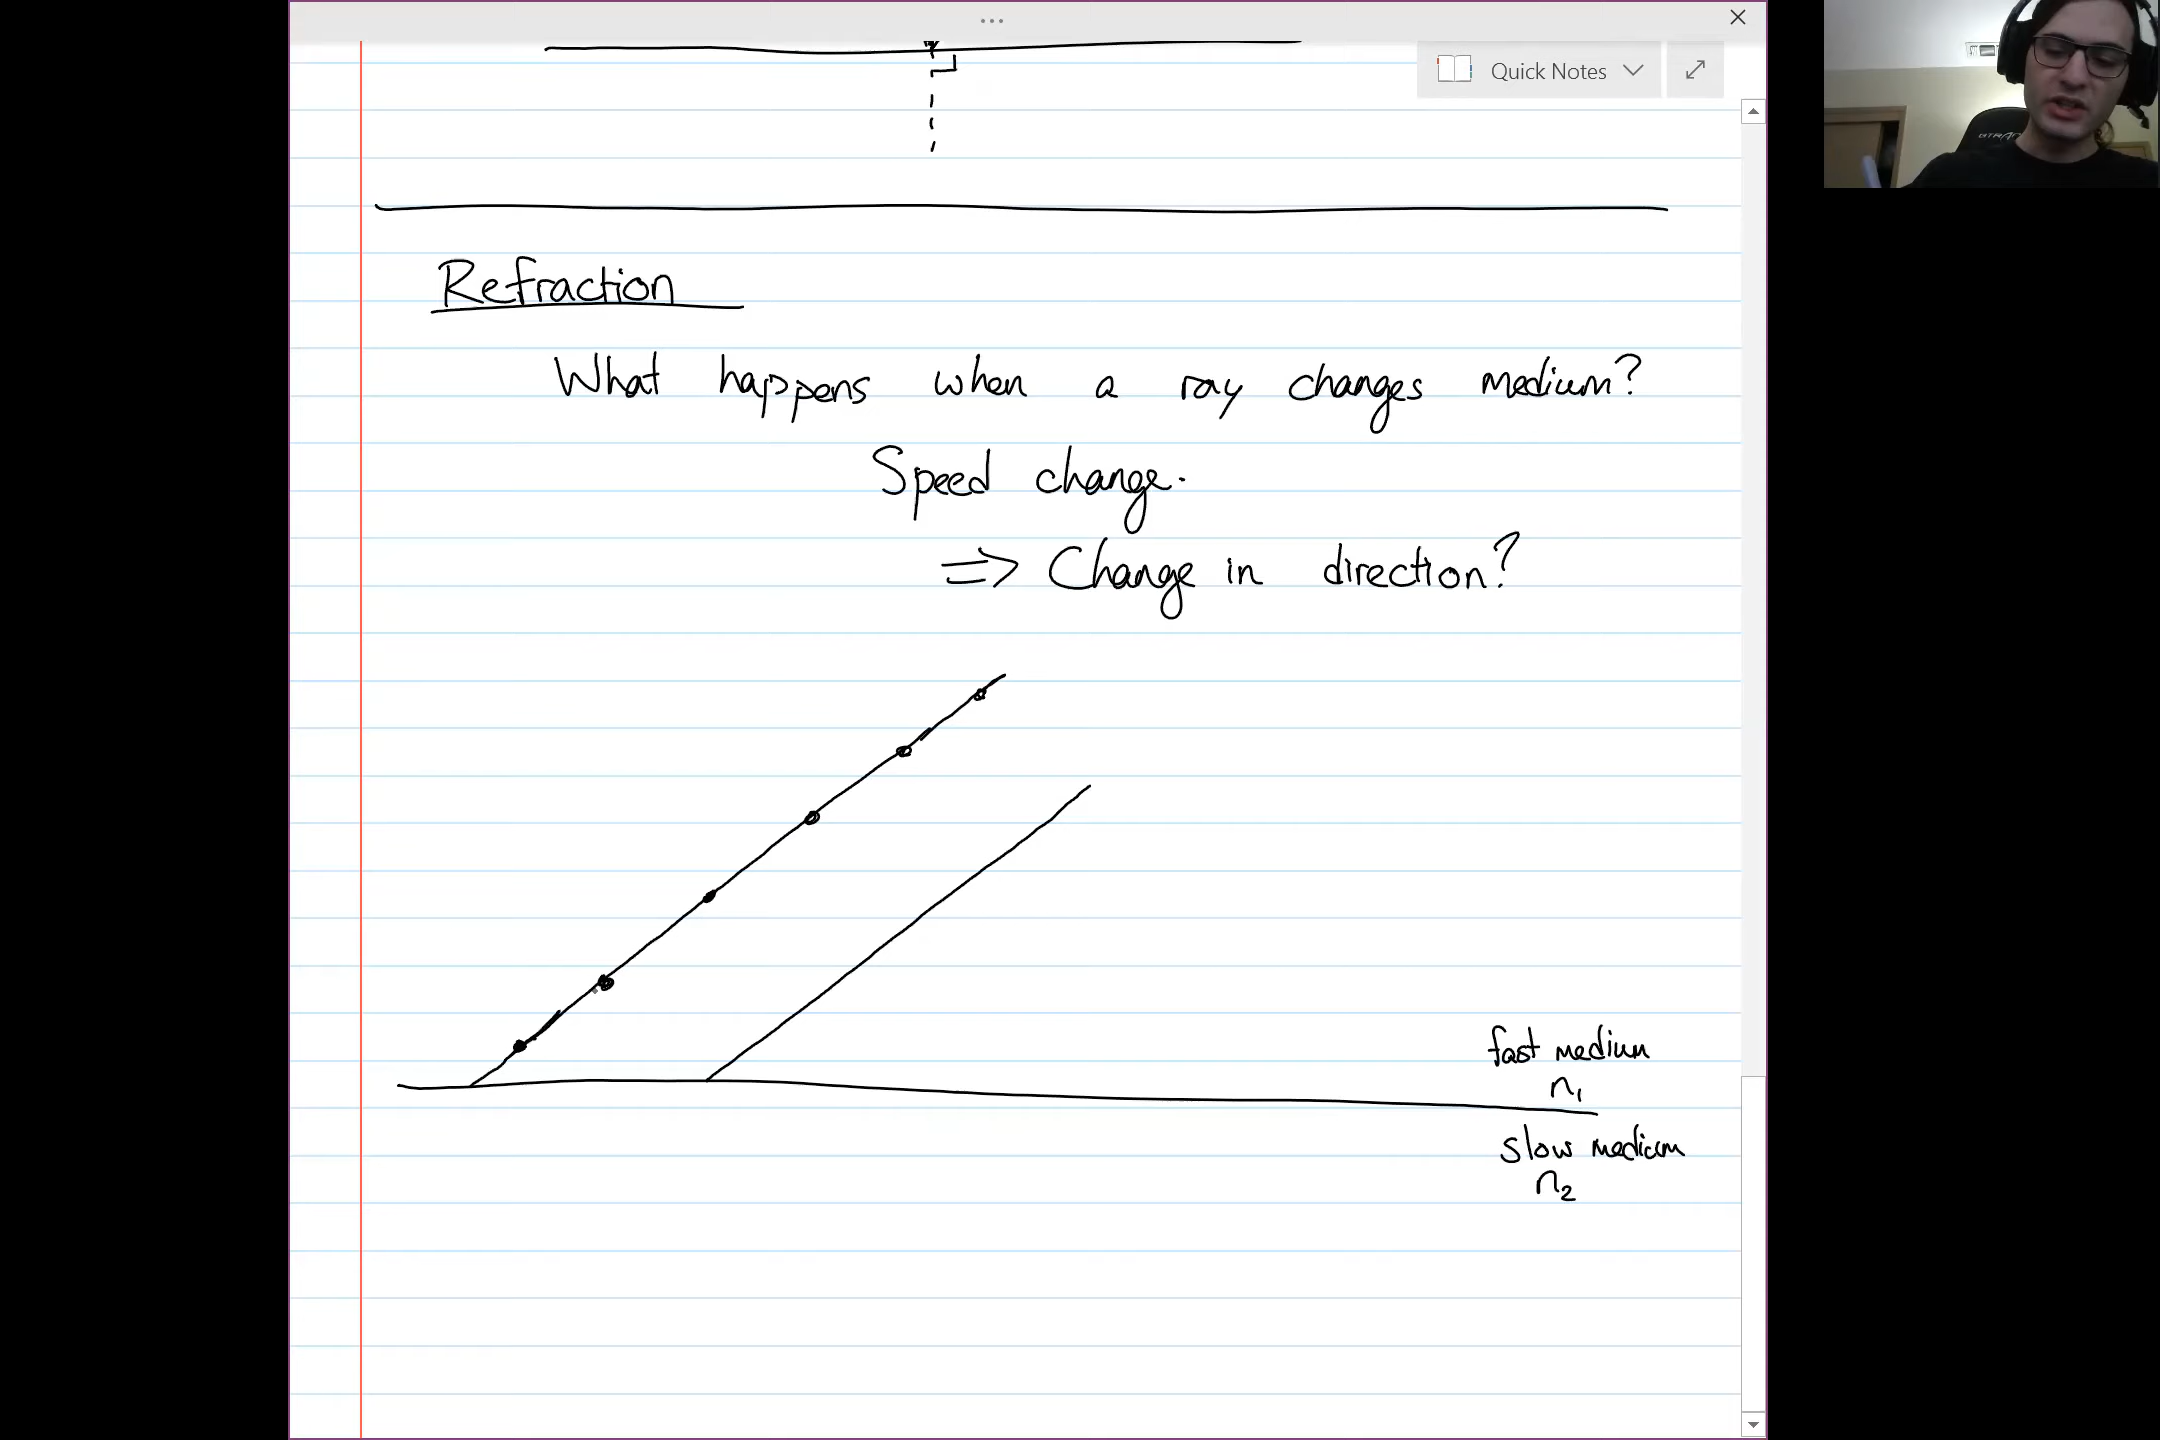 Quick Notes
Refraction
What happens when a ray changes medium?
Speed change.
⇒ Change in direction?
fast medium
n₁
slow medium
n₂